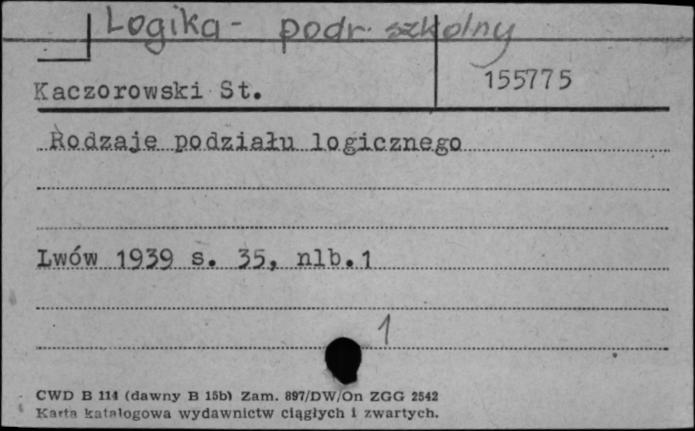 Logika - podr. szkolny
Kaczorowski St.
155775
Rodzaje podziału logicznego
Lwów 1939 s. 35, nlb.1
1
CWD B 114 (dawny B 15b) Zam. 897/DW/On ZGG 2542
Karta katalogowa wydawnictw ciągłych i zwartych.